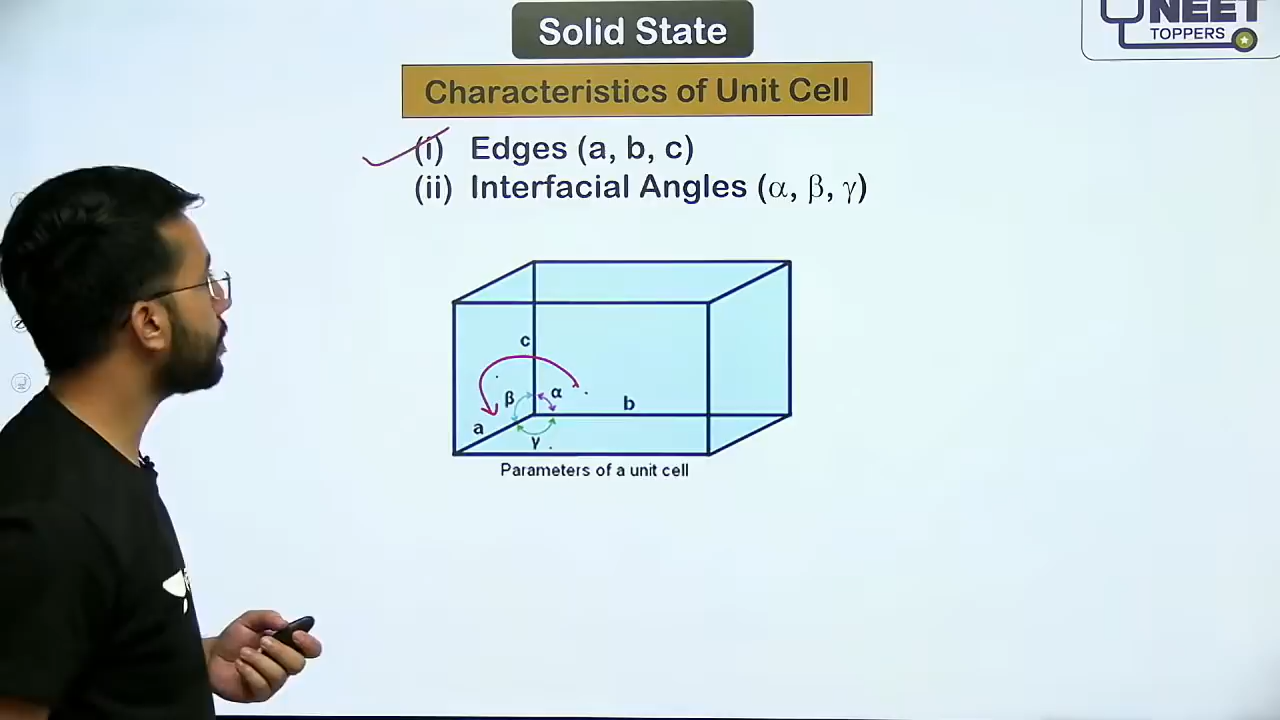 Solid State
NEET
TOPPERS
Characteristics of Unit Cell
(i) Edges (a, b, c)
(ii) Interfacial Angles (α, β, γ)
c
β
α
b
a
γ
Parameters of a unit cell